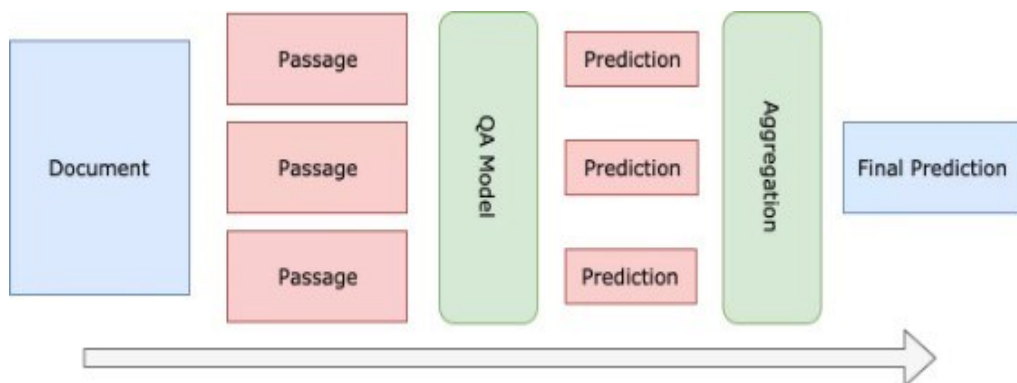 Document
Passage
Passage
Passage
QA Model
Prediction
Prediction
Prediction
Aggregation
Final Prediction